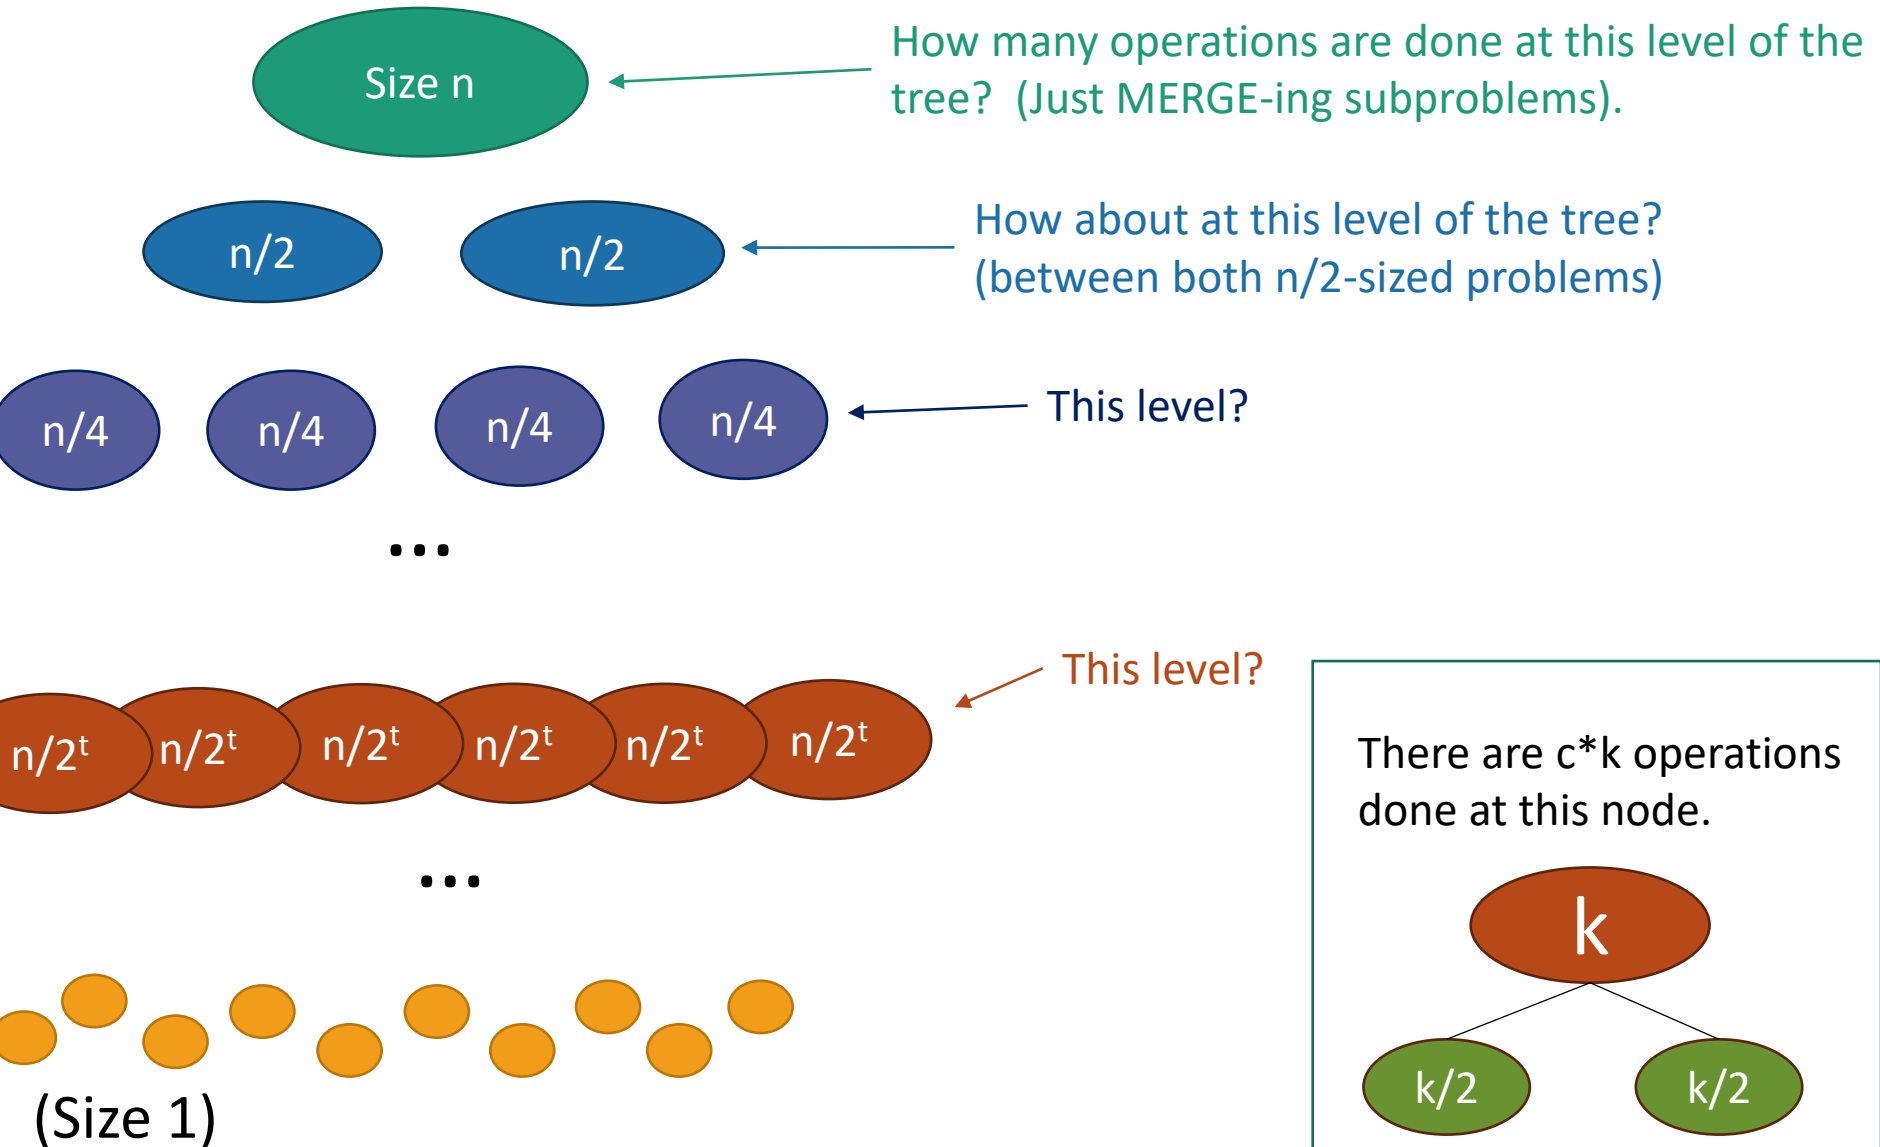 Size n
How many operations are done at this level of the
tree? (Just MERGE-ing subproblems).
n/2
n/2
How about at this level of the tree?
(between both n/2-sized problems)
n/4
n/4
n/4
n/4
This level?
...
This level?
n/2ᵗ
n/2ᵗ
n/2ᵗ
n/2ᵗ
n/2ᵗ
n/2ᵗ
...
(Size 1)
There are c*k operations
done at this node.
k
k/2
k/2